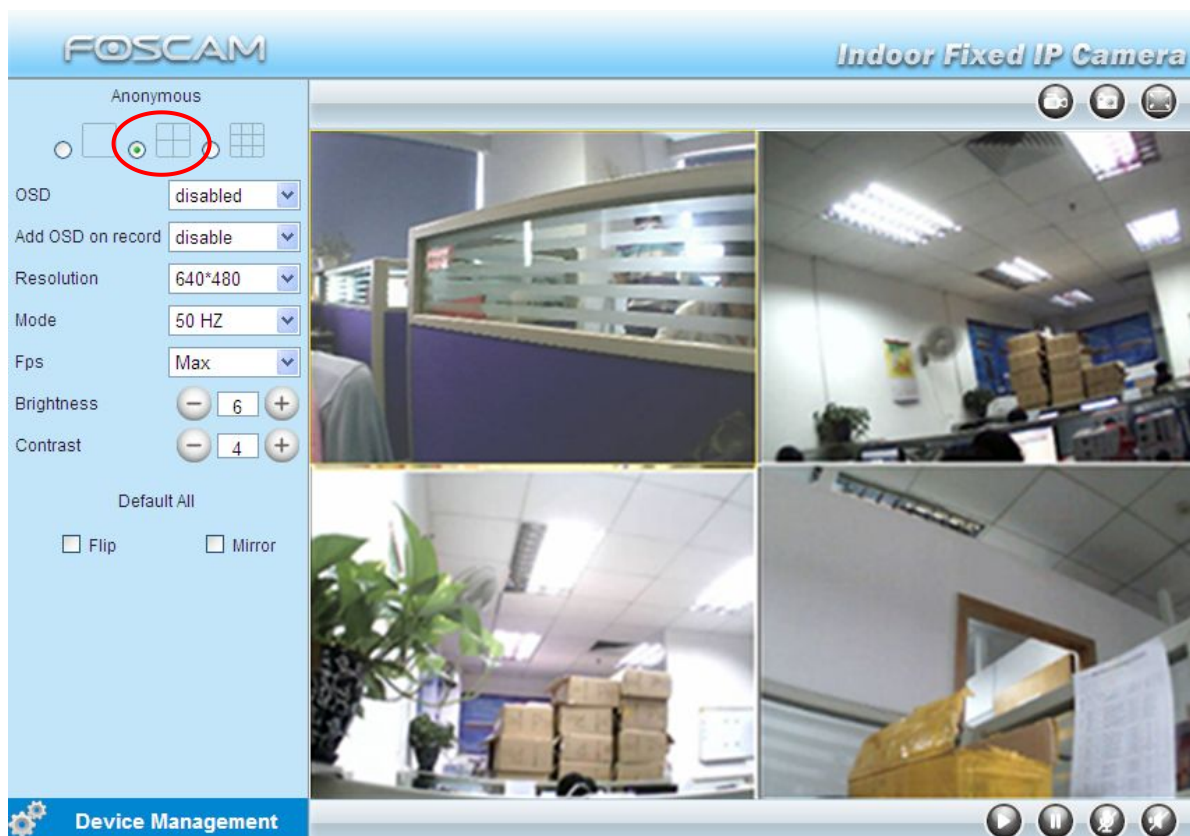 FOSCAM
Indoor Fixed IP Camera
Anonymous
OSD disabled
Add OSD on record disable
Resolution 640*480
Mode 50 HZ
Fps Max
Brightness 6
Contrast 4
Default All
Flip Mirror
Device Management